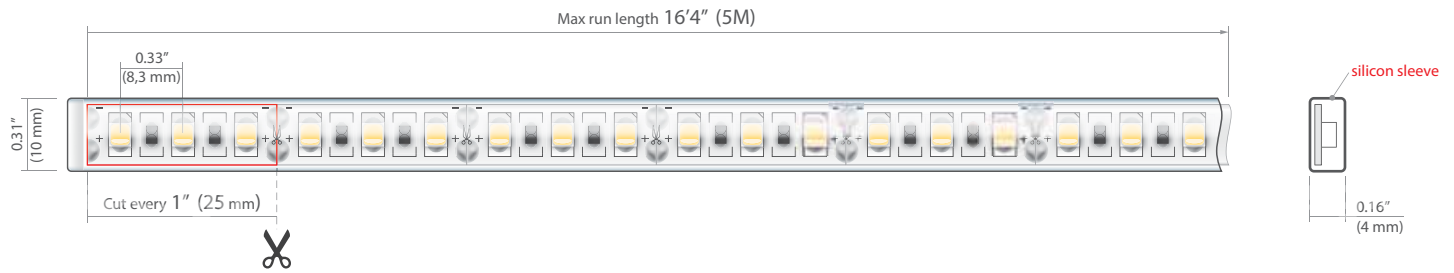 Max run length 16'4" (5M)
0.33"
(8,3 mm)
silicon sleeve
0.31"
(10 mm)
Cut every 1" (25 mm)
0.16"
(4 mm)